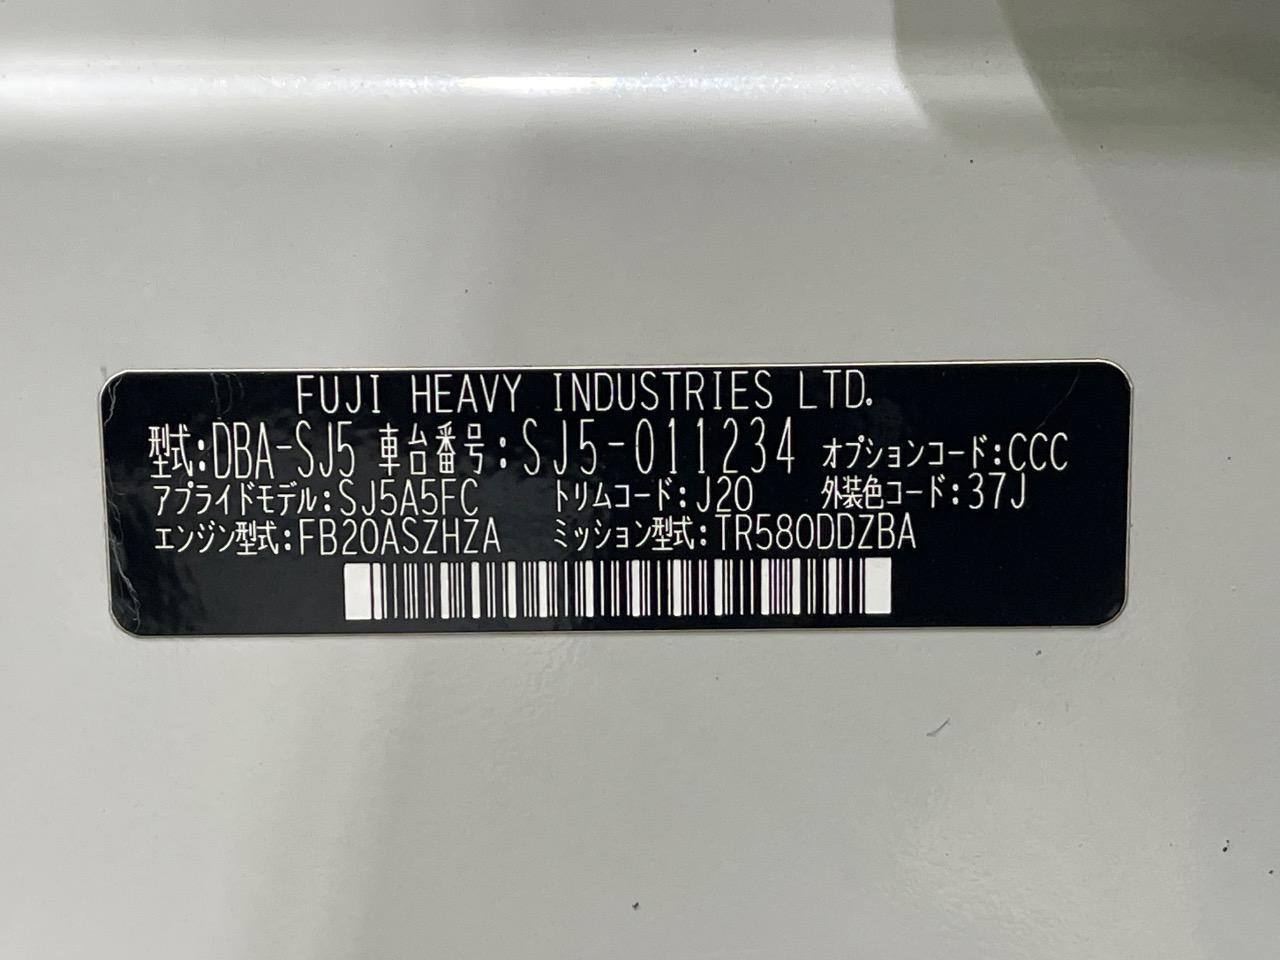 FUJI HEAVY INDUSTRIES LTD.
型式:DBA-SJ5 車台番号:SJ5-011234 オプションコード:CCC
アプライドモデル:SJ5A5FC トリムコード:J20 外装色コード:37J
エンジン型式:FB20ASZHZA ミッション型式:TR580DDZBA